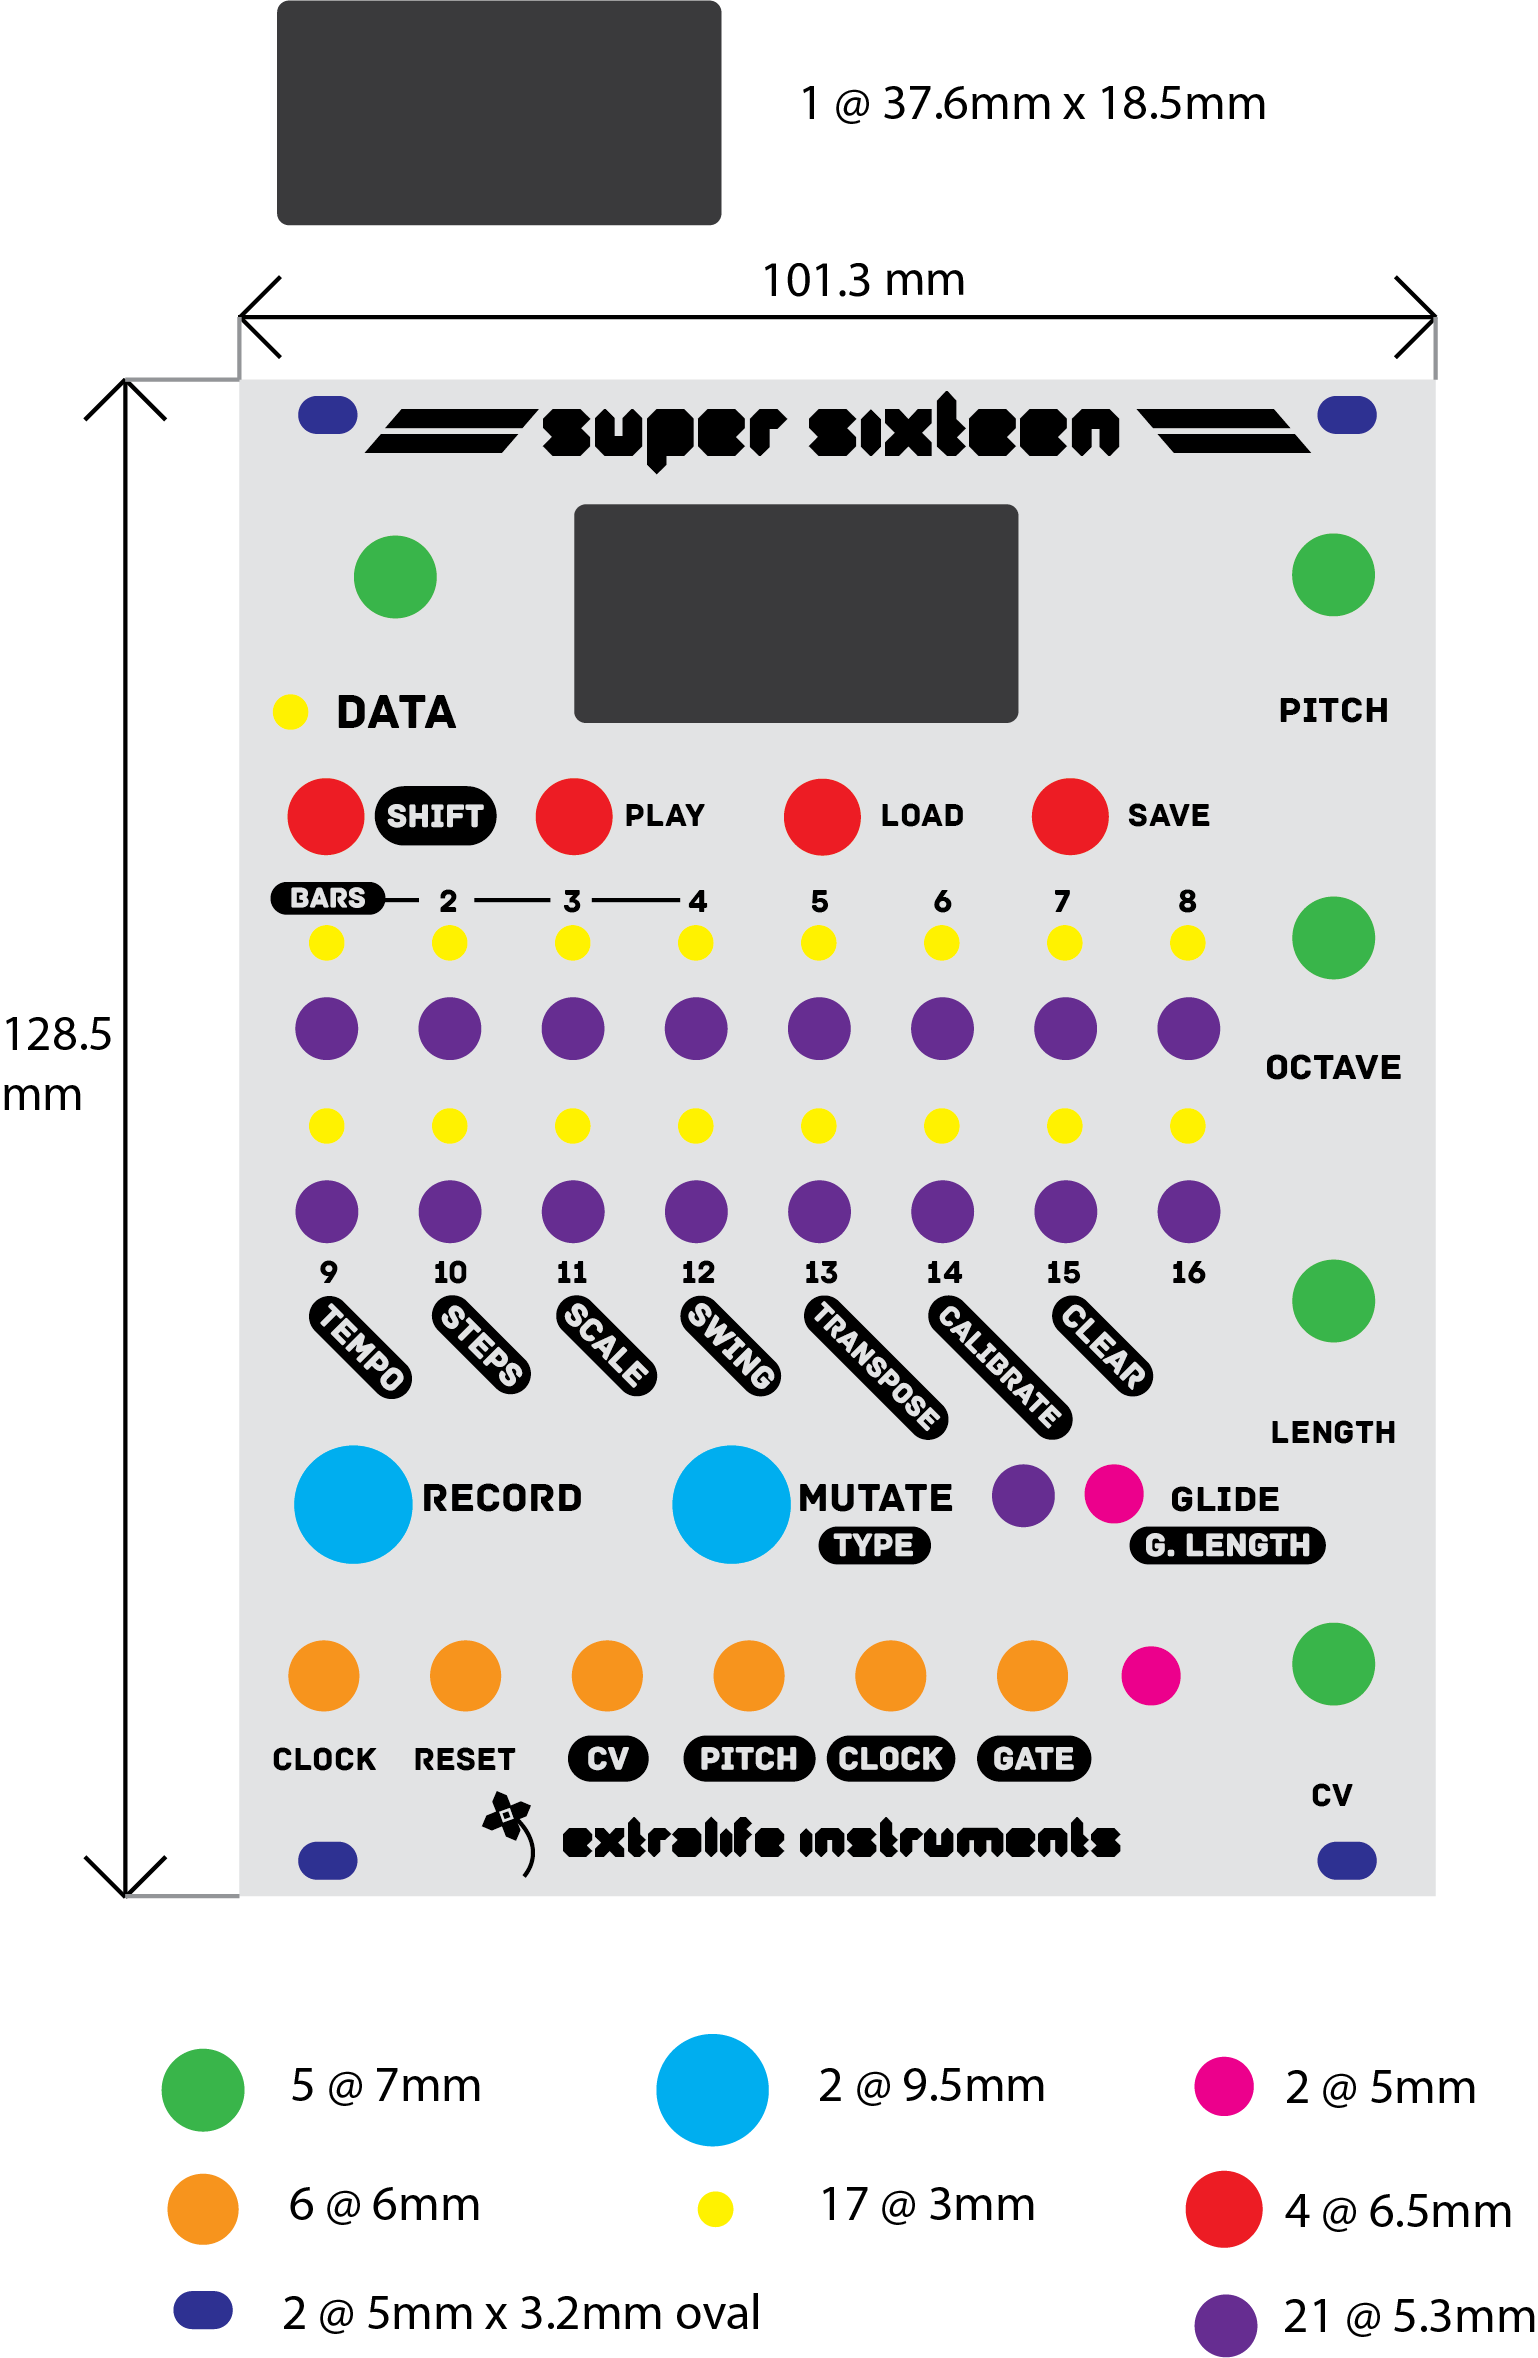 1 @ 37.6mm x 18.5mm
101.3 mm
super sixteen
DATA
PITCH
SHIFT PLAY LOAD SAVE
BARS 2 3 4 5 6 7 8
128.5
mm
OCTAVE
9 10 11 12 13 14 15 16
TEMPO STEPS SCALE SWING TRANSPOSE CALIBRATE CLEAR
LENGTH
RECORD MUTATE GLIDE
TYPE G. LENGTH
CLOCK RESET CV PITCH CLOCK GATE
CV
extralife instruments
5 @ 7mm 2 @ 9.5mm 2 @ 5mm
6 @ 6mm 17 @ 3mm 4 @ 6.5mm
2 @ 5mm x 3.2mm oval 21 @ 5.3mm